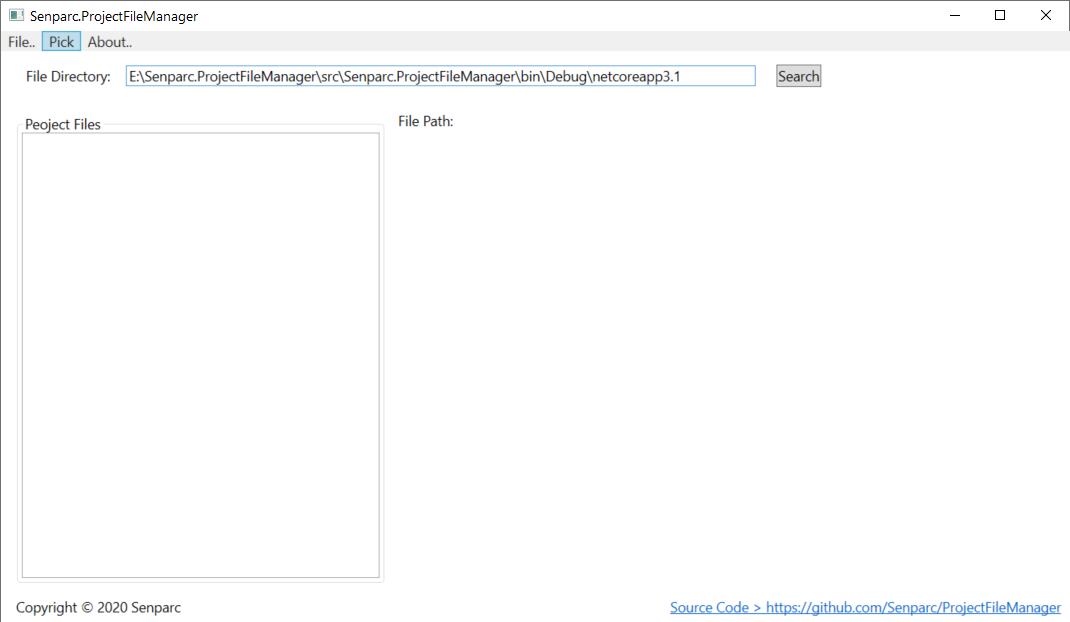 Senparc.ProjectFileManager
File.. Pick About..
File Directory: E:\Senparc.ProjectFileManager\src\Senparc.ProjectFileManager\bin\Debug\netcoreapp3.1 Search
Peoject Files File Path:
Copyright © 2020 Senparc Source Code > https://github.com/Senparc/ProjectFileManager